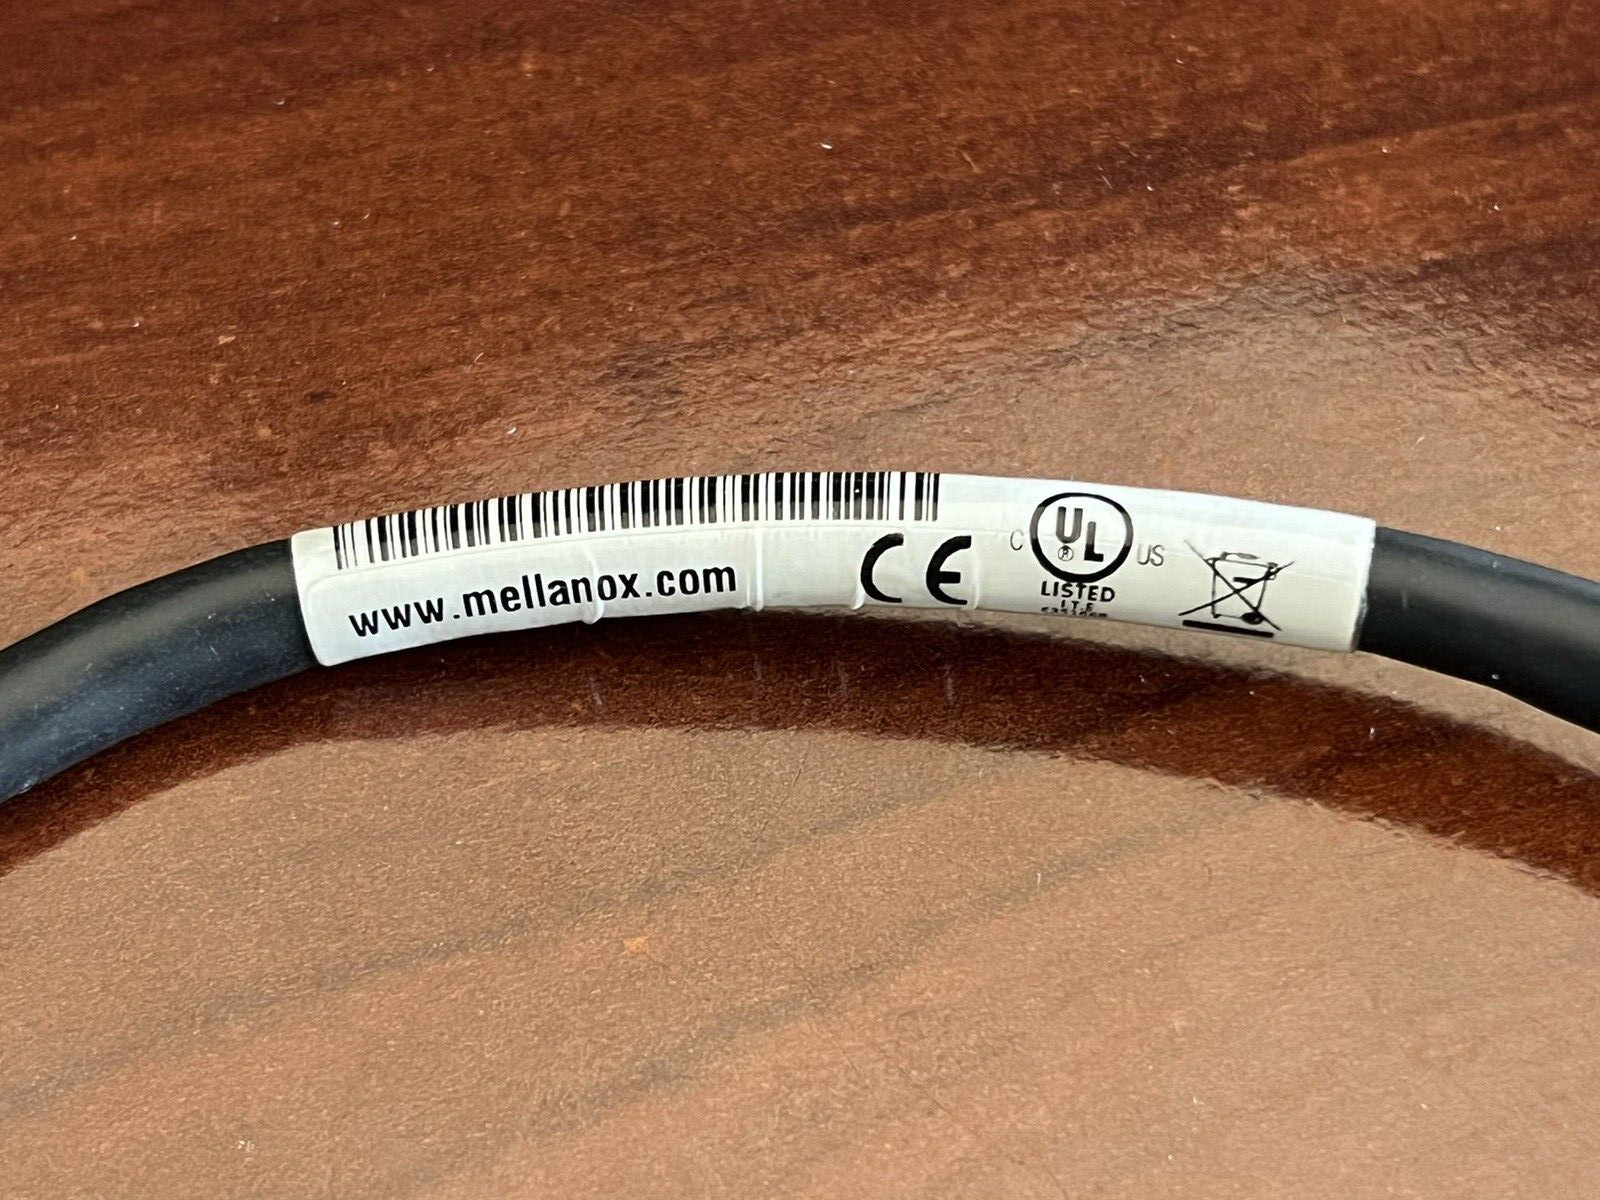 www.mellanox.com
CE
C UL ® US
LISTED
I.T.E